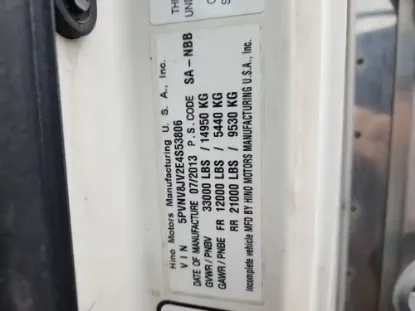 Hino Motors Manufacturing U. S. A., Inc.
VIN 5PVNV8JV2E4S53806
DATE OF MANUFACTURE 07/2013 P.S.CODE SA-NBB
GVWR/PNBV 33000 LBS / 14950 KG
GAWR/PNBE FR 12000 LBS / 5440 KG
RR 21000 LBS / 9530 KG
Incomplete vehicle MFD BY HINO MOTORS MANUFACTURING U.S.A., INC.